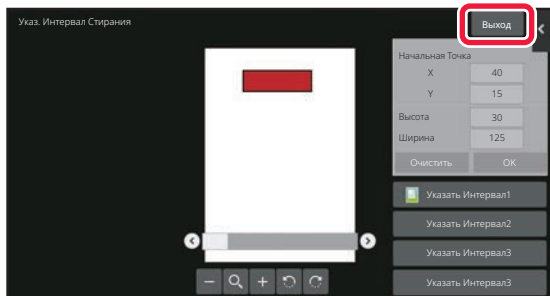 Указ. Интервал Стирания
Выход
Начальная Точка
X 40
Y 15
Высота 30
Ширина 125
Очистить OK
Указать Интервал1
Указать Интервал2
Указать Интервал3
Указать Интервал3